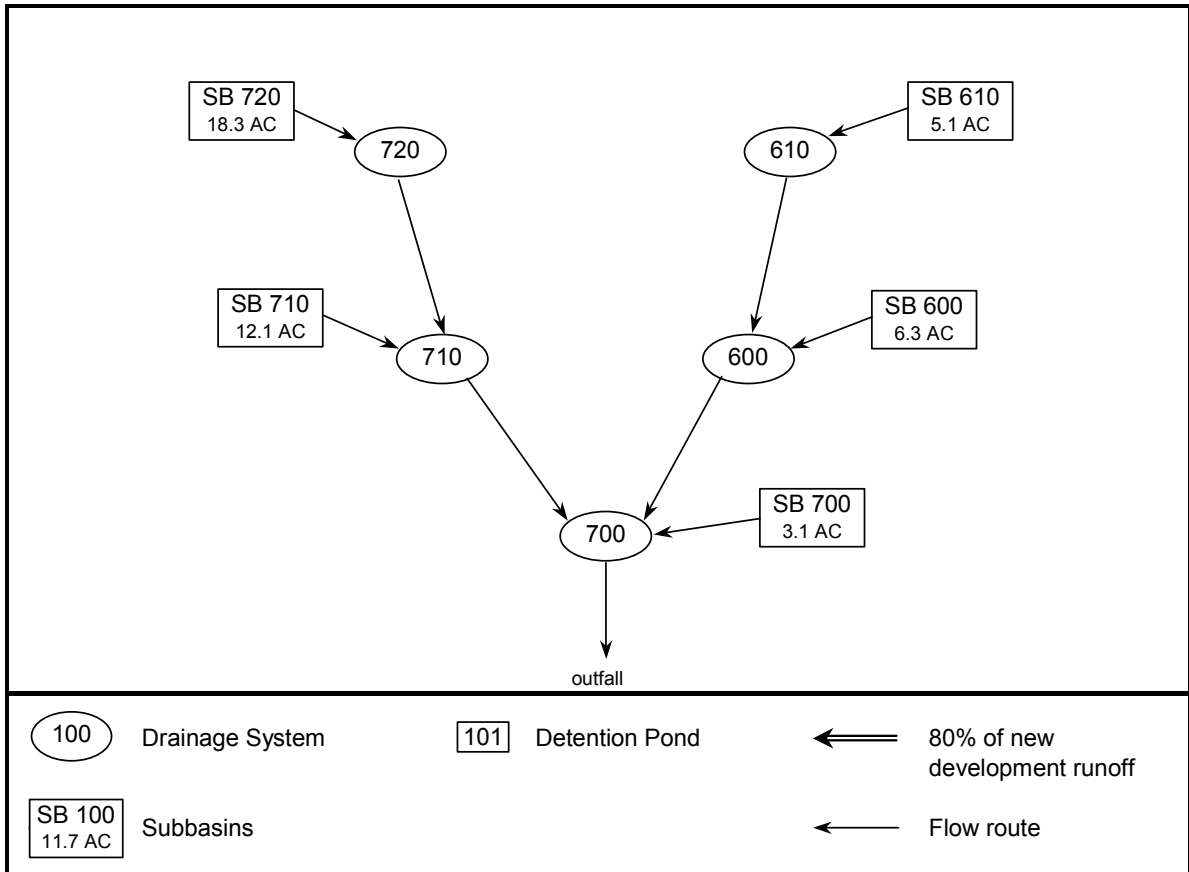 SB 720
18.3 AC
720
SB 610
5.1 AC
610
SB 710
12.1 AC
710
SB 600
6.3 AC
600
SB 700
3.1 AC
700
outfall
100
Drainage System
101
Detention Pond
80% of new
development runoff
SB 100
11.7 AC
Subbasins
Flow route